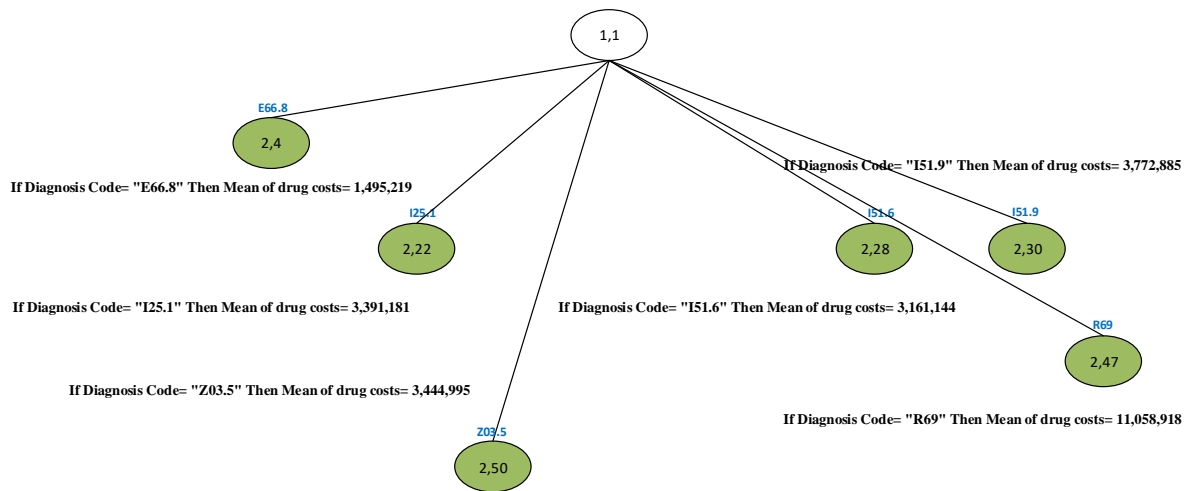 1,1
E66.8
2,4
If Diagnosis Code= "I51.9" Then Mean of drug costs= 3,772,885
If Diagnosis Code= "E66.8" Then Mean of drug costs= 1,495,219
I25.1
I51.6
I51.9
2,22
2,28
2,30
If Diagnosis Code= "I25.1" Then Mean of drug costs= 3,391,181
If Diagnosis Code= "I51.6" Then Mean of drug costs= 3,161,144
R69
2,47
If Diagnosis Code= "Z03.5" Then Mean of drug costs= 3,444,995
If Diagnosis Code= "R69" Then Mean of drug costs= 11,058,918
Z03.5
2,50